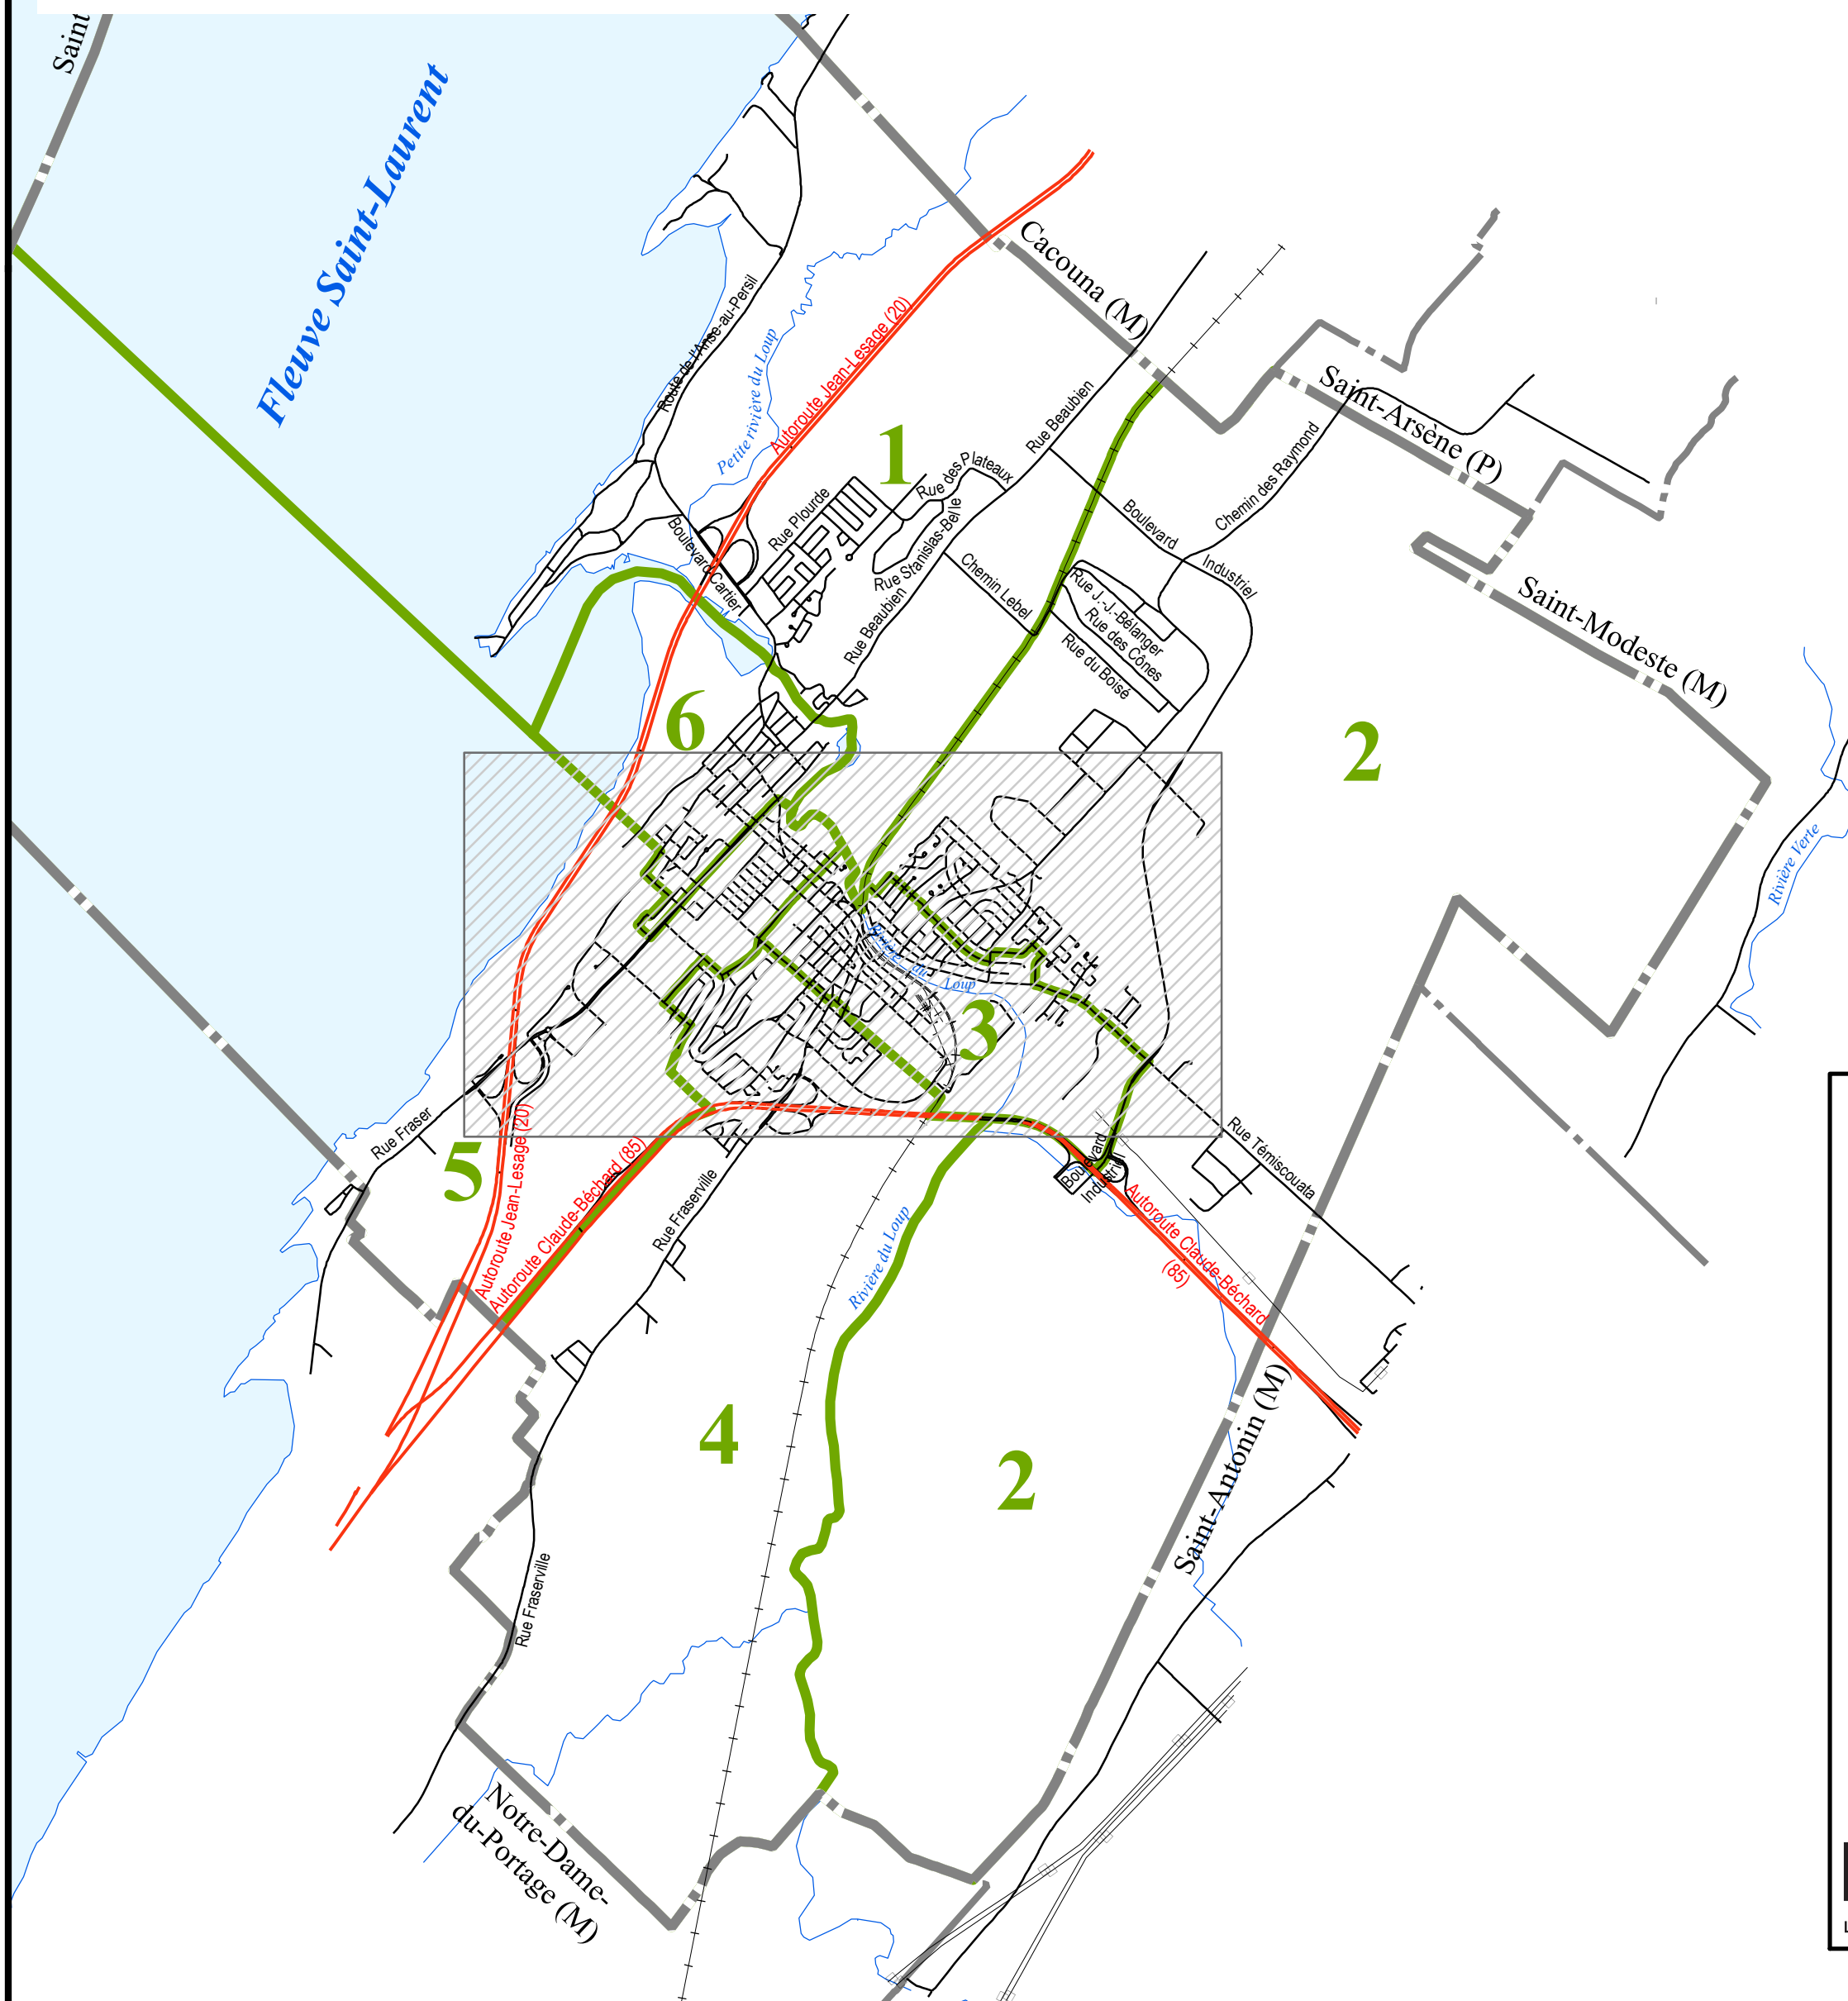 Saint
Fleuve Saint-Laurent
Cacouna (M)
Route de l'Anse-au-Persil
Autoroute Jean-Lesage (20)
Petite rivière du Loup
Rue Beaubien
Saint-Arsène (P)
1
Rue des Plateaux
Chemin des Raymond
Rue Plourde
Boulevard
Industriel
Boulevard Cartier
Rue Stanislas-Belle
Chemin Lebel
Rue J.-J.-Bélanger
Rue des Cônes
Rue du Boisé
Rue Beaubien
Saint-Modeste (M)
6
2
Rivière Verte
Rivière du
Loup
3
Rue Fraser
5
Autoroute Jean-Lesage (20)
Autoroute Claude-Béchard (85)
Rue Fraserville
Boulevard
Industriel
Rue Témiscouata
Autoroute Claude-Béchard
(85)
Rivière du Loup
4
2
Saint-Antonin (M)
Rue Fraserville
Notre-Dame-
du-Portage (M)